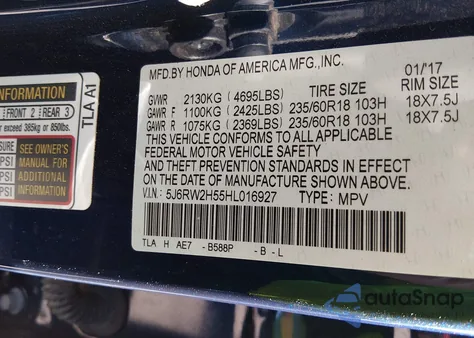 INFORMATION
FRONT 2 REAR 3
or exceed 385kg or 850lbs.
SEE OWNER'S
MANUAL FOR
ADDITIONAL
INFORMATION
PSI
PSI
PSI
TLA A1
MFD.BY HONDA OF AMERICA MFG.,INC. 01/'17
GVWR 2130KG (4695LBS) TIRE SIZE RIM SIZE
GAWR F 1100KG (2425LBS) 235/60R18 103H 18X7.5J
GAWR R 1075KG (2369LBS) 235/60R18 103H 18X7.5J
THIS VEHICLE CONFORMS TO ALL APPLICABLE
FEDERAL MOTOR VEHICLE SAFETY
AND THEFT PREVENTION STANDARDS IN EFFECT ON
THE DATE OF MANUFACTURE SHOWN ABOVE.
V.I.N.: 5J6RW2H55HL016927 TYPE: MPV
TLA H AE7 -B588P -B-L
autoSnap